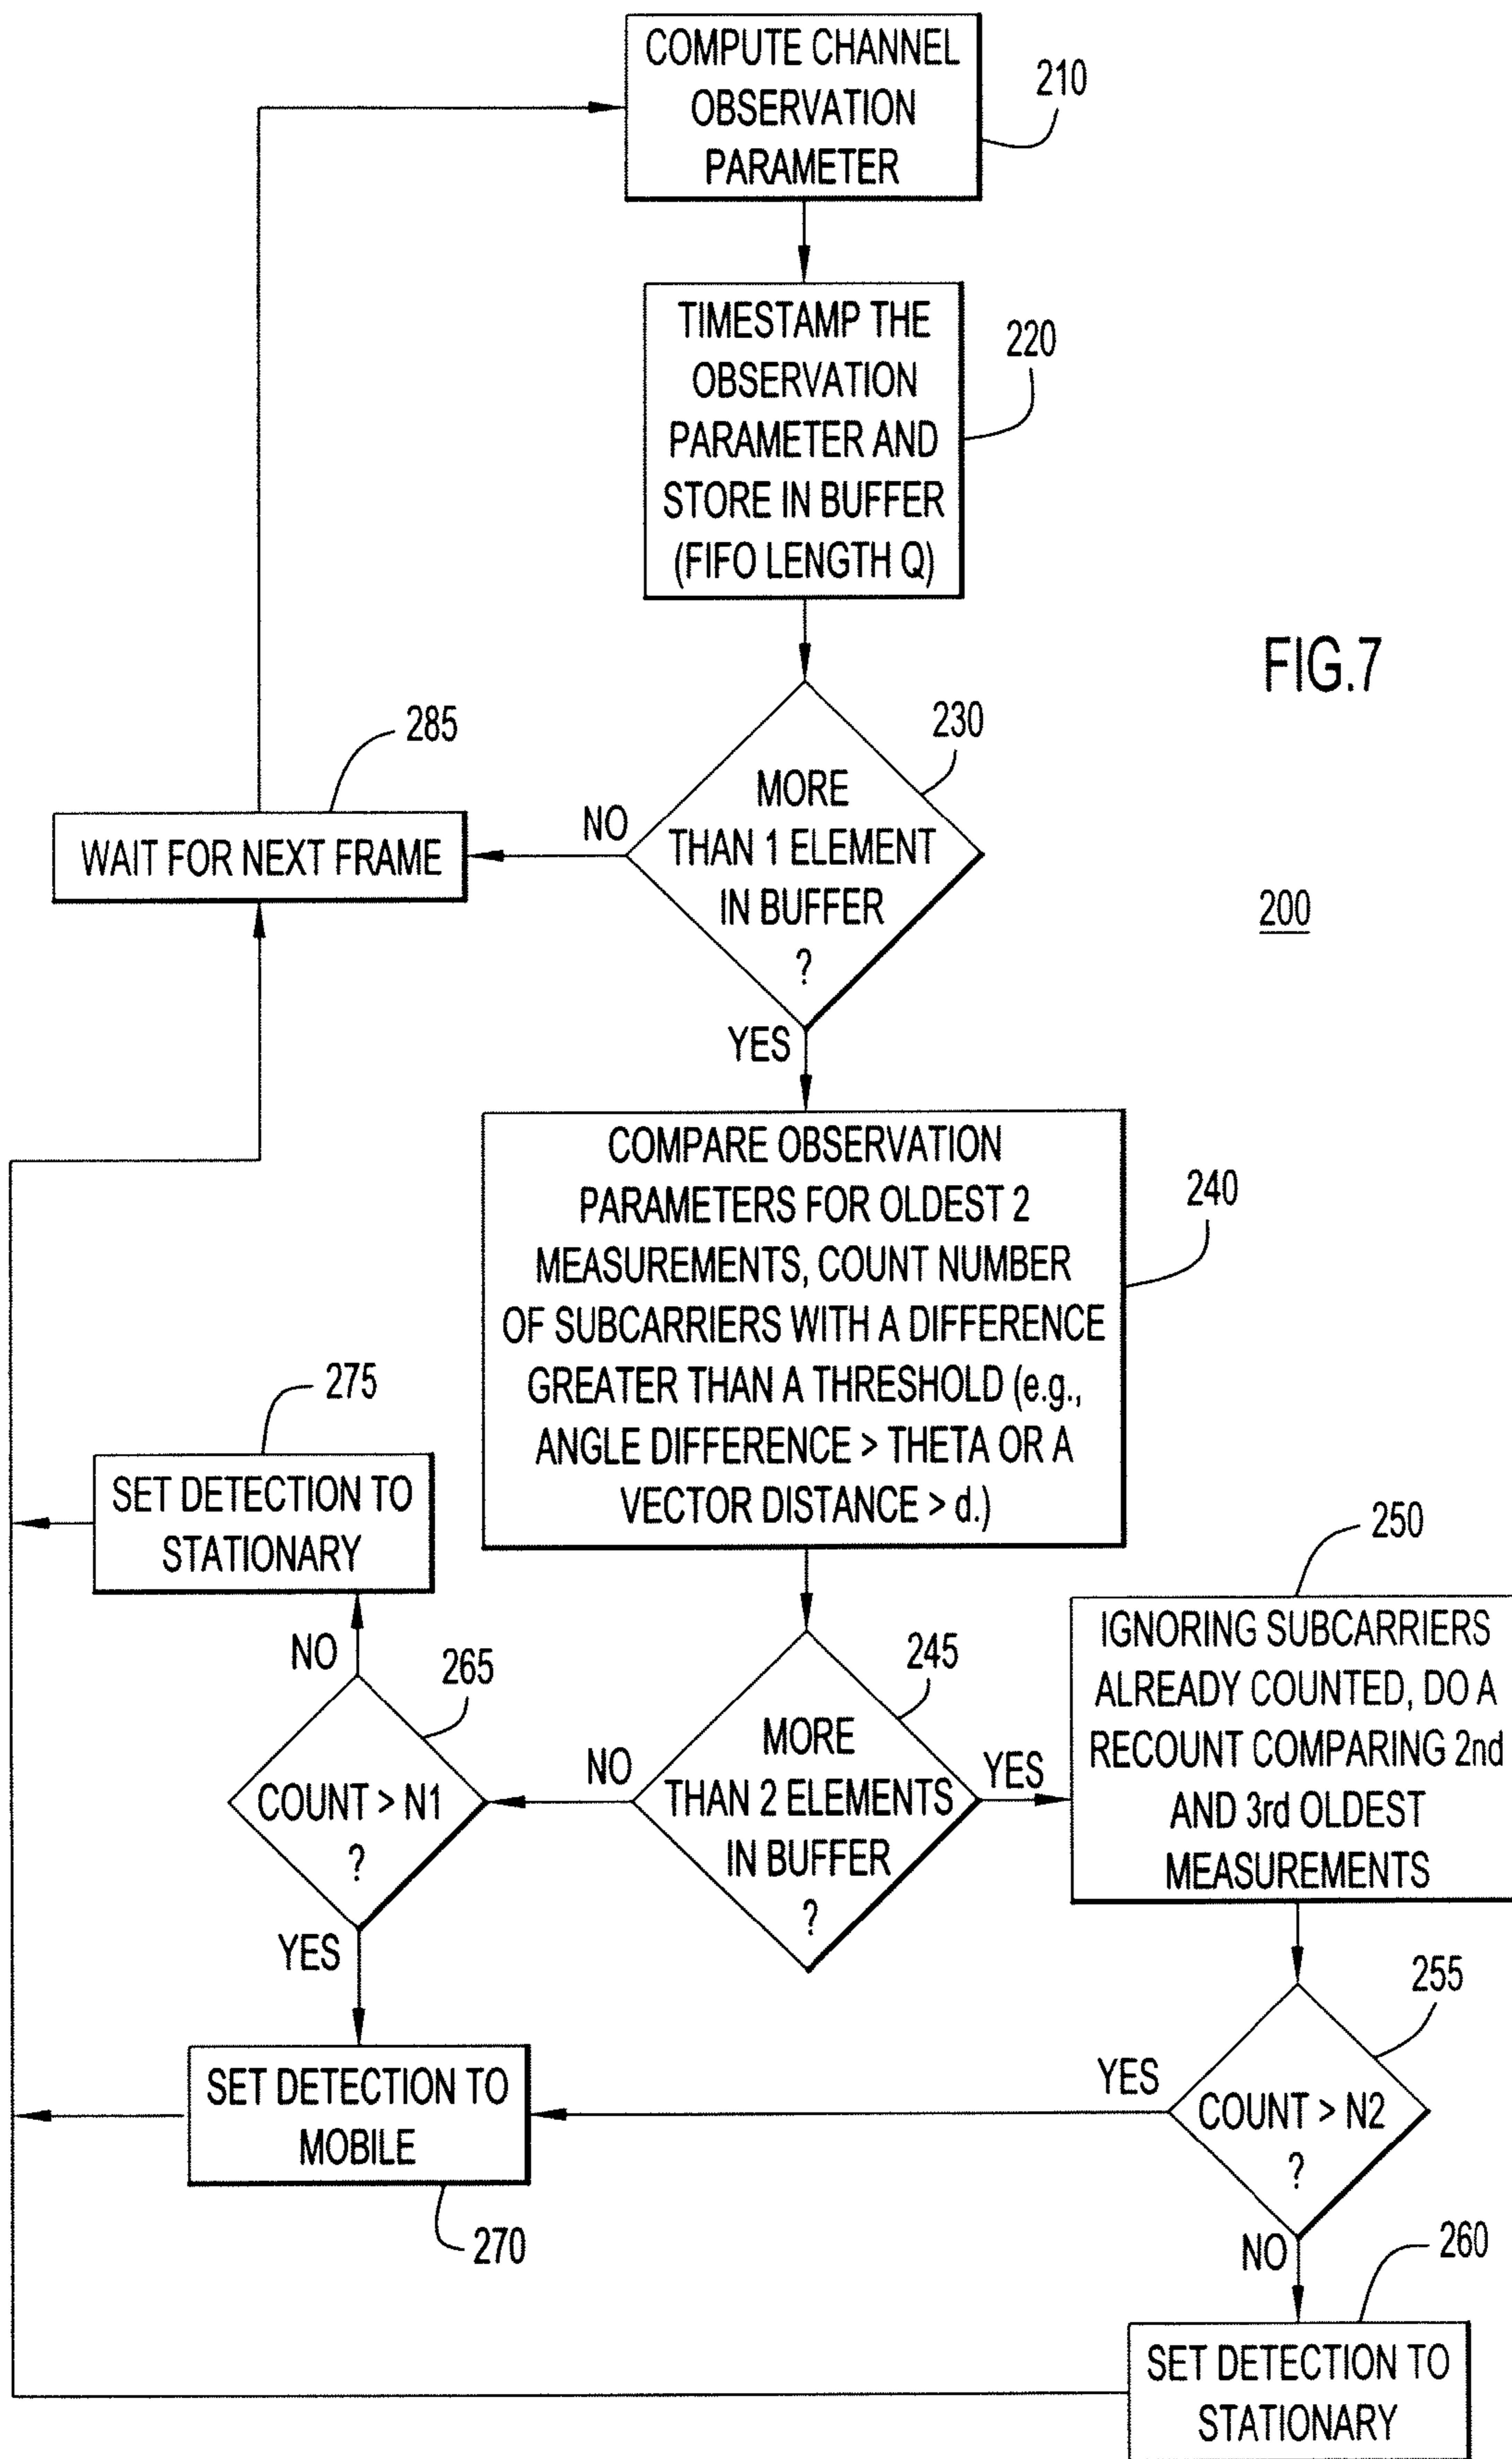 COMPUTE CHANNEL
OBSERVATION
PARAMETER
210
TIMESTAMP THE
OBSERVATION
PARAMETER AND
STORE IN BUFFER
(FIFO LENGTH Q)
220
FIG.7
200
230
MORE
THAN 1 ELEMENT
IN BUFFER
?
NO
285
WAIT FOR NEXT FRAME
YES
COMPARE OBSERVATION
PARAMETERS FOR OLDEST 2
MEASUREMENTS, COUNT NUMBER
OF SUBCARRIERS WITH A DIFFERENCE
GREATER THAN A THRESHOLD (e.g.,
ANGLE DIFFERENCE > THETA OR A
VECTOR DISTANCE > d.)
240
275
SET DETECTION TO
STATIONARY
NO
265
COUNT > N1
?
YES
NO
245
MORE
THAN 2 ELEMENTS
IN BUFFER
?
YES
250
IGNORING SUBCARRIERS
ALREADY COUNTED, DO A
RECOUNT COMPARING 2nd
AND 3rd OLDEST
MEASUREMENTS
255
COUNT > N2
?
YES
SET DETECTION TO
MOBILE
270
NO
260
SET DETECTION TO
STATIONARY